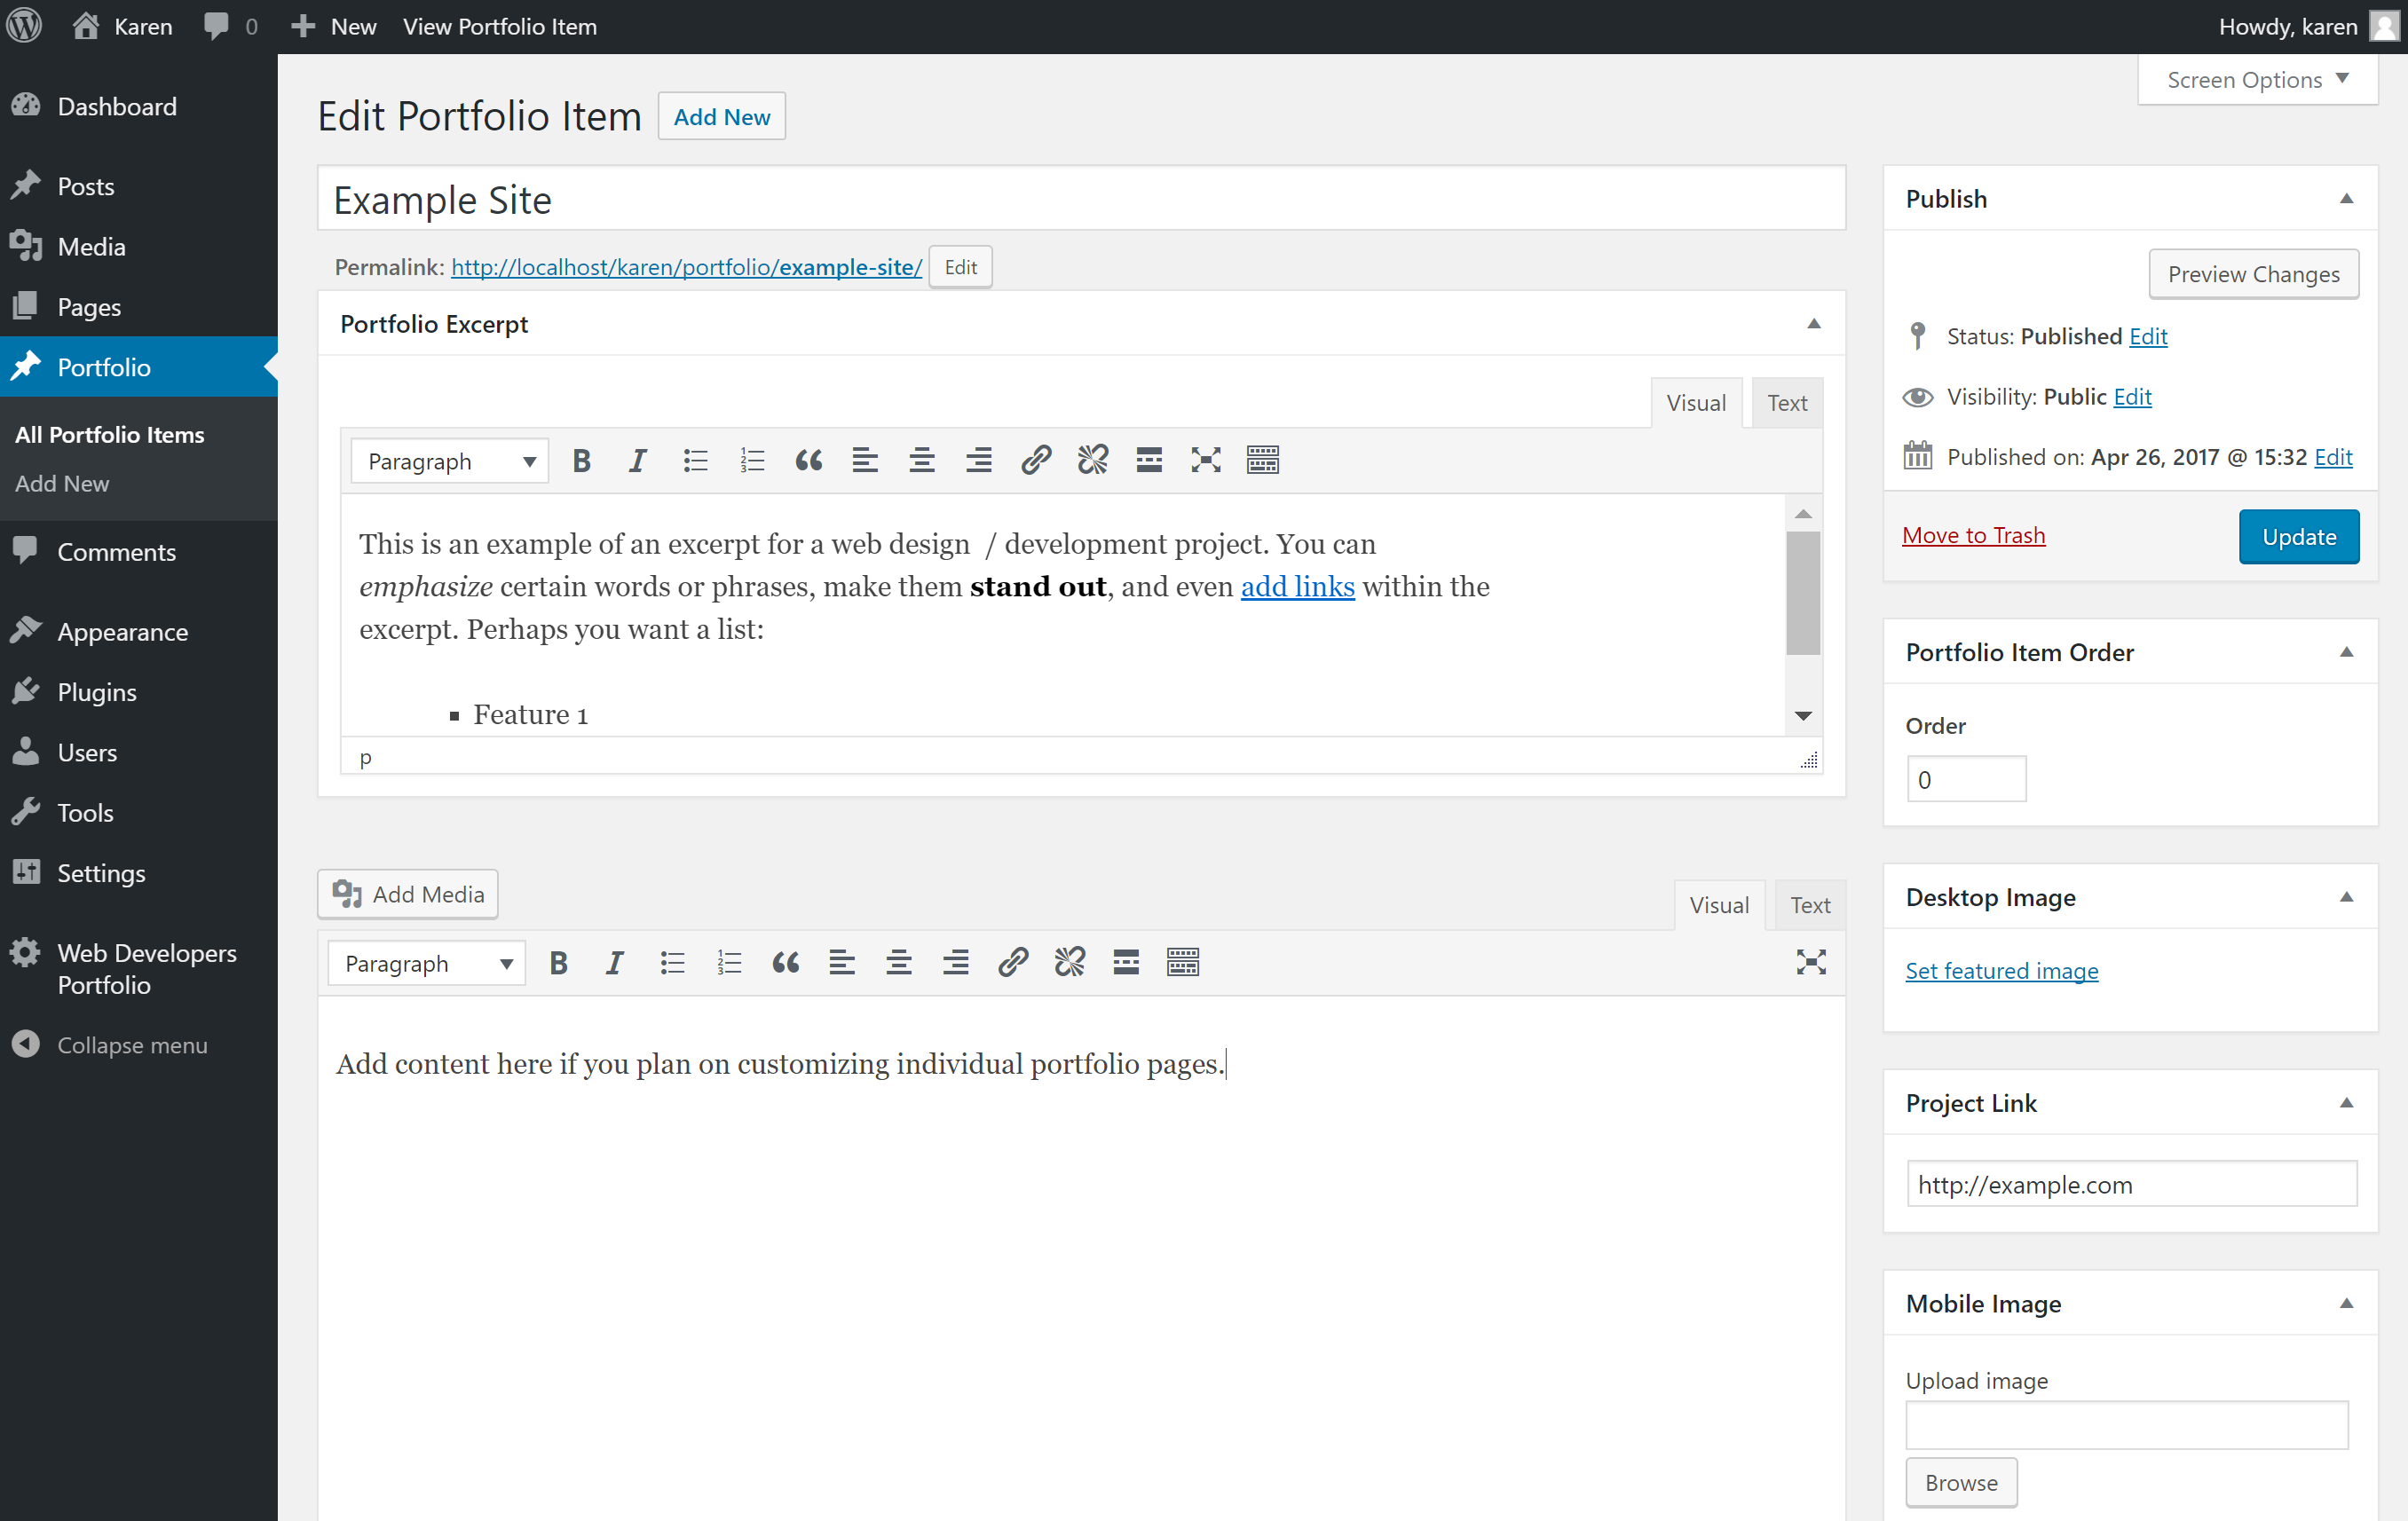 Karen 0 New View Portfolio Item Howdy, karen
Dashboard
Posts
Media
Pages
Portfolio
All Portfolio Items
Add New
Comments
Appearance
Plugins
Users
Tools
Settings
Web Developers
Portfolio
Collapse menu
Screen Options
Edit Portfolio Item Add New
Example Site
Permalink: http://localhost/karen/portfolio/example-site/ Edit
Portfolio Excerpt
Visual Text
Paragraph
This is an example of an excerpt for a web design / development project. You can
emphasize certain words or phrases, make them stand out, and even add links within the
excerpt. Perhaps you want a list:
Feature 1
p
Add Media
Visual Text
Paragraph
Add content here if you plan on customizing individual portfolio pages.
Publish
Preview Changes
Status: Published Edit
Visibility: Public Edit
Published on: Apr 26, 2017 @ 15:32 Edit
Move to Trash Update
Portfolio Item Order
Order
0
Desktop Image
Set featured image
Project Link
http://example.com
Mobile Image
Upload image
Browse